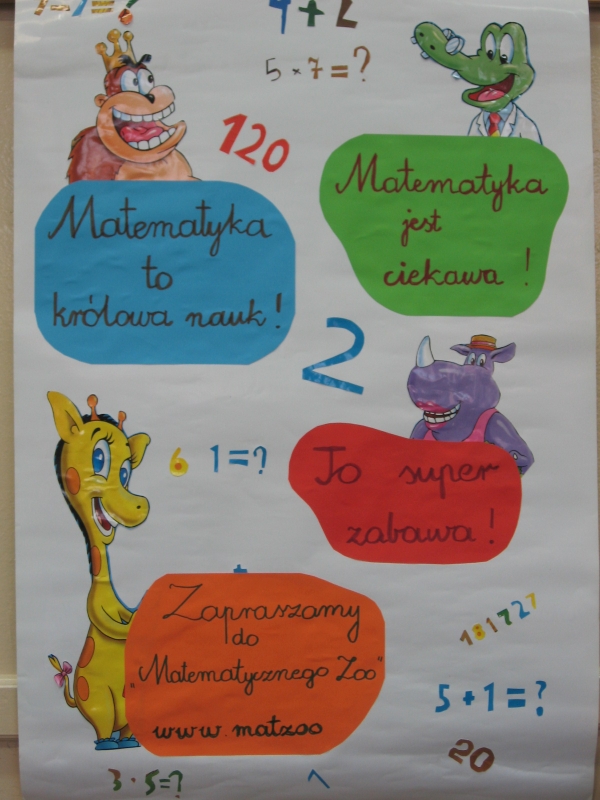 4+2
5 × 7 = ?
120
Matematyka
to
królowa nauk!
Matematyka
jest
ciekawa!
2
6 1 = ?
To super
zabawa!
Zapraszamy
do
„Matematycznego Zoo"
www.matzoo
181727
5 + 1 = ?
20
3 · 5 = ?